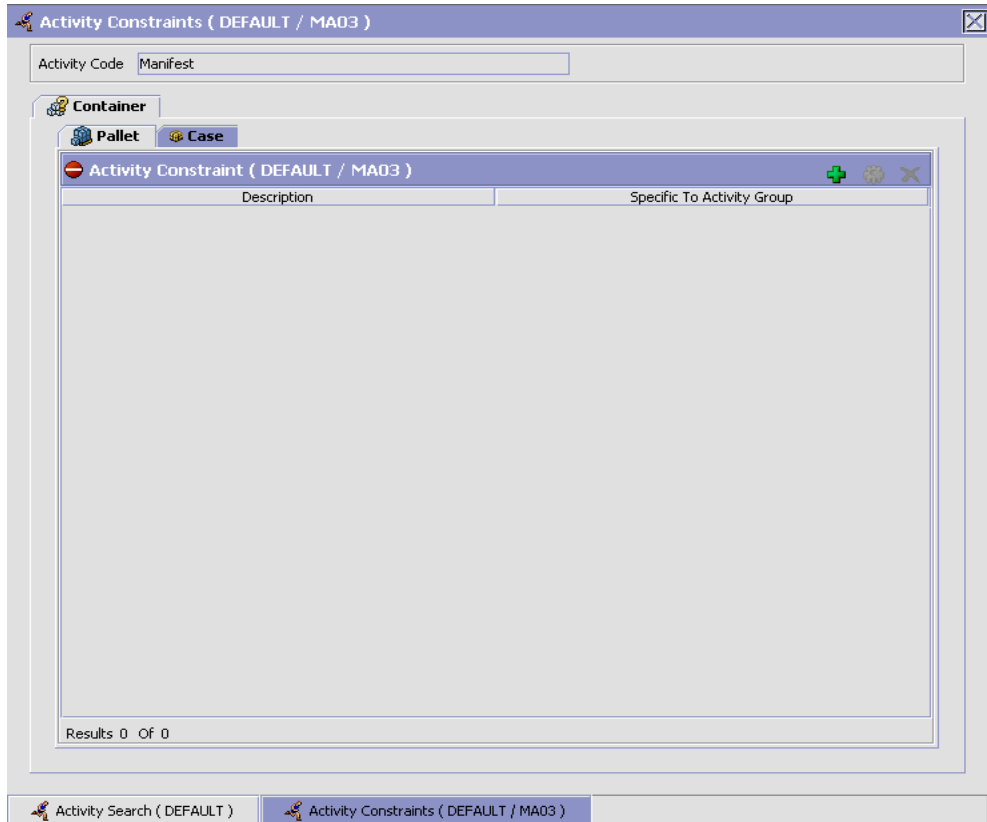 Activity Constraints ( DEFAULT / MA03 )
Activity Code Manifest
Container
Pallet Case
Activity Constraint ( DEFAULT / MA03 )
Description Specific To Activity Group
Results 0 Of 0
Activity Search ( DEFAULT ) Activity Constraints ( DEFAULT / MA03 )